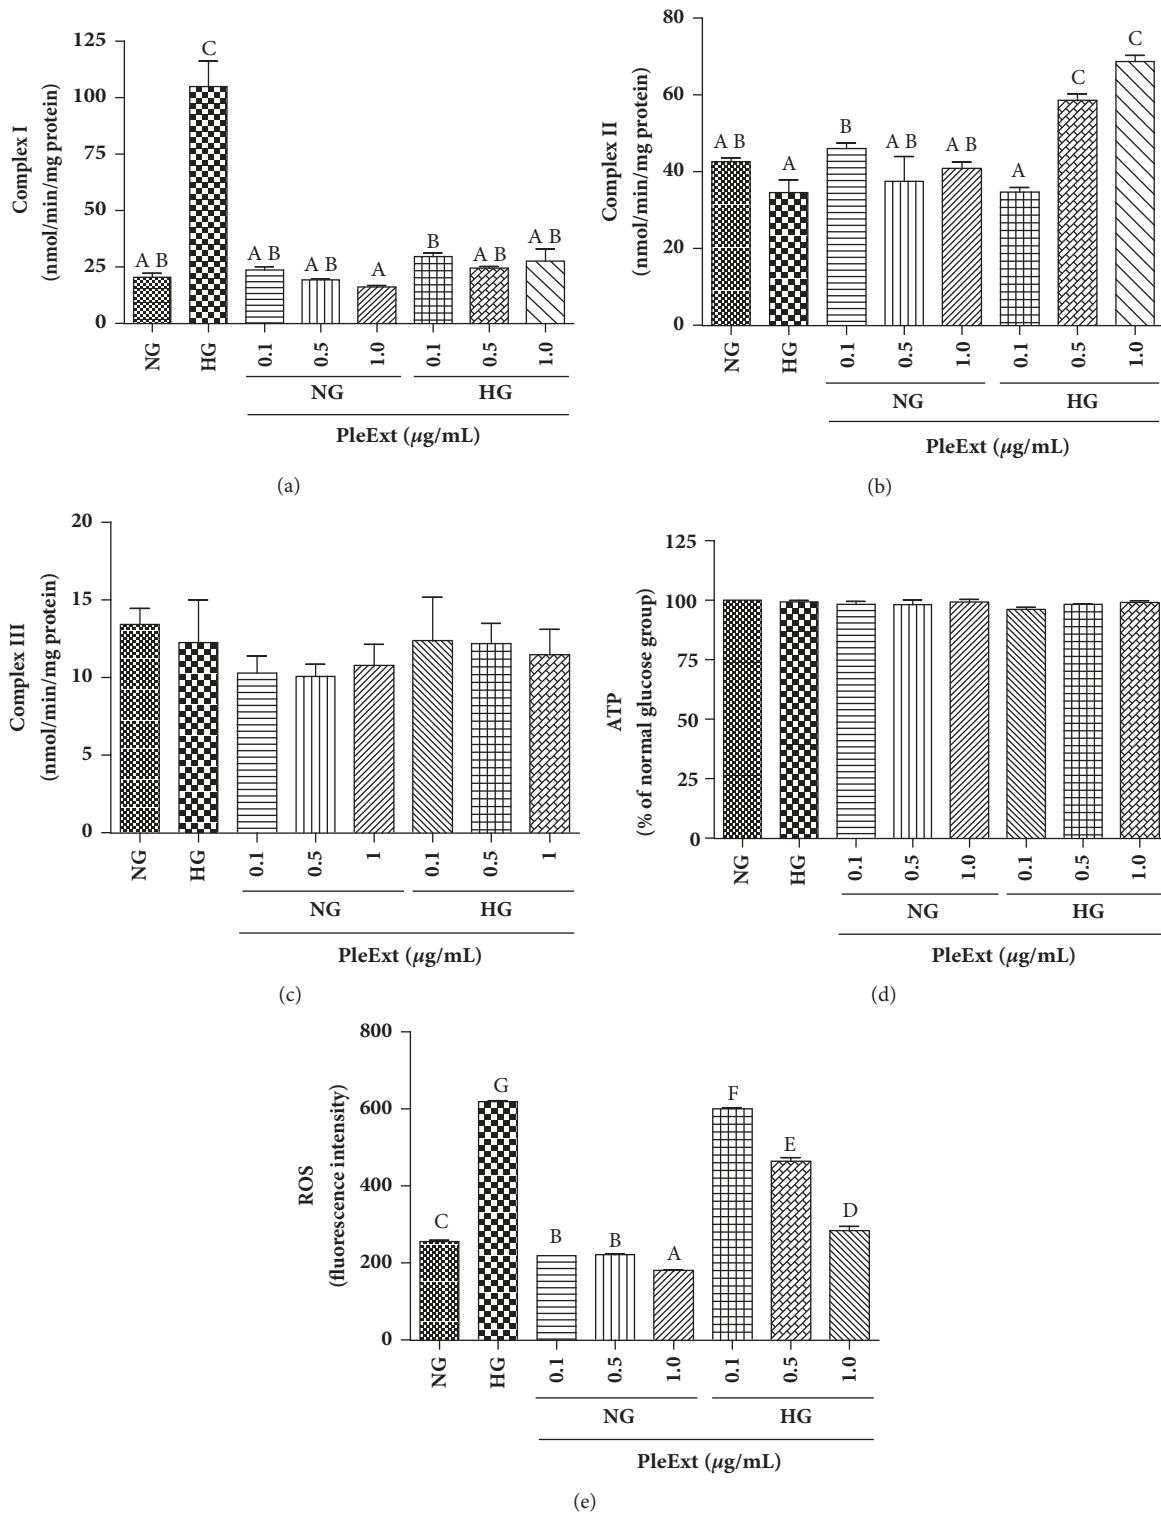 Complex I
(nmol/min/mg protein)
125
100
75
50
25
0
A B
C
A B
A B
A
B
A B
A B
NG
HG
0.1
0.5
1.0
0.1
0.5
1.0
NG
HG
PleExt (μg/mL)
(a)
Complex II
(nmol/min/mg protein)
80
60
40
20
0
A B
A
B
A B
A B
A
C
C
NG
HG
0.1
0.5
1.0
0.1
0.5
1.0
NG
HG
PleExt (μg/mL)
(b)
Complex III
(nmol/min/mg protein)
20
15
10
5
0
NG
HG
0.1
0.5
1
0.1
0.5
1
NG
HG
PleExt (μg/mL)
(c)
ATP
(% of normal glucose group)
125
100
75
50
25
0
NG
HG
0.1
0.5
1.0
0.1
0.5
1.0
NG
HG
PleExt (μg/mL)
(d)
ROS
(fluorescence intensity)
800
600
400
200
0
C
G
B
B
A
F
E
D
NG
HG
0.1
0.5
1.0
0.1
0.5
1.0
NG
HG
PleExt (μg/mL)
(e)